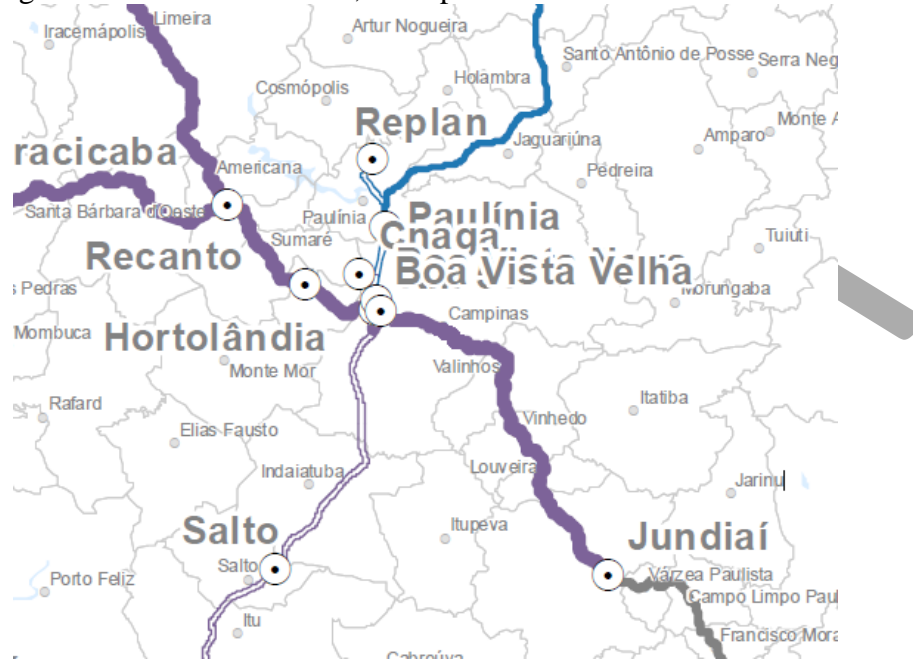 Limeira
Artur Nogueira
Iracemápolis
Santo Antônio de Posse
Serra Neg
Holambra
Cosmópolis
Replan
Monte A
Amparo
Jaguariúna
racicaba
Americana
Pedreira
Santa Bárbara d'Oeste
Paulínia
Paulínia
Sumaré
Chagá
Tuiuti
Recanto
Boa Vista Velha
s Pedras
Morungaba
Campinas
Mombuca
Hortolândia
Monte Mor
Valinhos
Rafard
Itatiba
Elias Fausto
Vinhedo
Indaiatuba
Louveira
Jarinu
Itupeva
Salto
Jundiaí
Salto
Várzea Paulista
Porto Feliz
Campo Limpo Pau
Itu
Francisco Mora
Cabreúva